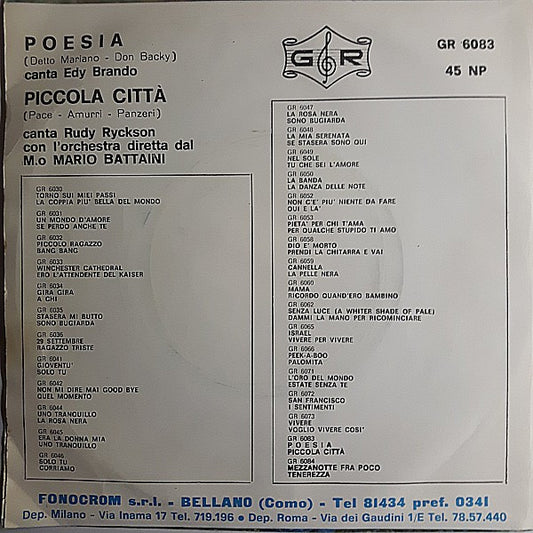 POESIA
(Detto Mariano - Don Backy)
canta Edy Brando
PICCOLA CITTÀ
(Pace - Amurri - Panzeri)
canta Rudy Ryckson
con l'orchestra diretta dal
M.o MARIO BATTAINI
G R
GR 6083
45 NP
GR 6030
TORNO SUI MIEI PASSI
LA COPPIA PIU' BELLA DEL MONDO
GR 6031
UN MONDO D'AMORE
SE PERDO ANCHE TE
GR 6032
PICCOLO RAGAZZO
BANG BANG
GR 6033
WINCHESTER CATHEDRAL
ERO L'ATTENDENTE DEL KAISER
GR 6034
GIRA GIRA
A CHI
GR 6035
STASERA MI BUTTO
SONO BUGIARDA
GR 6036
29 SETTEMBRE
RAGAZZO TRISTE
GR 6041
GIOVENTU'
SOLO TU
GR 6042
NON MI DIRE MAI GOOD BYE
QUEL MOMENTO
GR 6044
UNO TRANQUILLO
LA ROSA NERA
GR 6045
ERA LA DONNA MIA
UNO TRANQUILLO
GR 6046
SOLO TU
CORRIAMO
GR 6047
LA ROSA NERA
SONO BUGIARDA
GR 6048
LA MIA SERENATA
SE STASERA SONO QUI
GR 6049
NEL SOLE
TU CHE SEI L'AMORE
GR 6050
LA BANDA
LA DANZA DELLE NOTE
GR 6052
NON C'E' PIU' NIENTE DA FARE
QUI E LA'
GR 6053
PIETA' PER CHI T'AMA
PER QUALCHE STUPIDO TI AMO
GR 6058
DIO E' MORTO
PRENDI LA CHITARRA E VAI
GR 6059
CANNELLA
LA PELLE NERA
GR 6060
MAMA
RICORDO QUAND'ERO BAMBINO
GR 6062
SENZA LUCE (A WHITER SHADE OF PALE)
DAMMI LA MANO PER RICOMINCIARE
GR 6065
ISRAEL
VIVERE PER VIVERE
GR 6066
PEEK-A-BOO
PALOMITA
GR 6071
L'ORO DEL MONDO
ESTATE SENZA TE
GR 6072
SAN FRANCISCO
I SENTIMENTI
GR 6073
VIVERE
VOGLIO VIVERE COSI'
GR 6083
POESIA
PICCOLA CITTÀ
GR 6084
MEZZANOTTE FRA POCO
TENEREZZA
FONOCROM s.r.l. - BELLANO (Como) - Tel 81434 pref. 0341
Dep. Milano - Via Inama 17 Tel. 719.196 • Dep. Roma - Via dei Gaudini 1/E Tel. 78.57.440